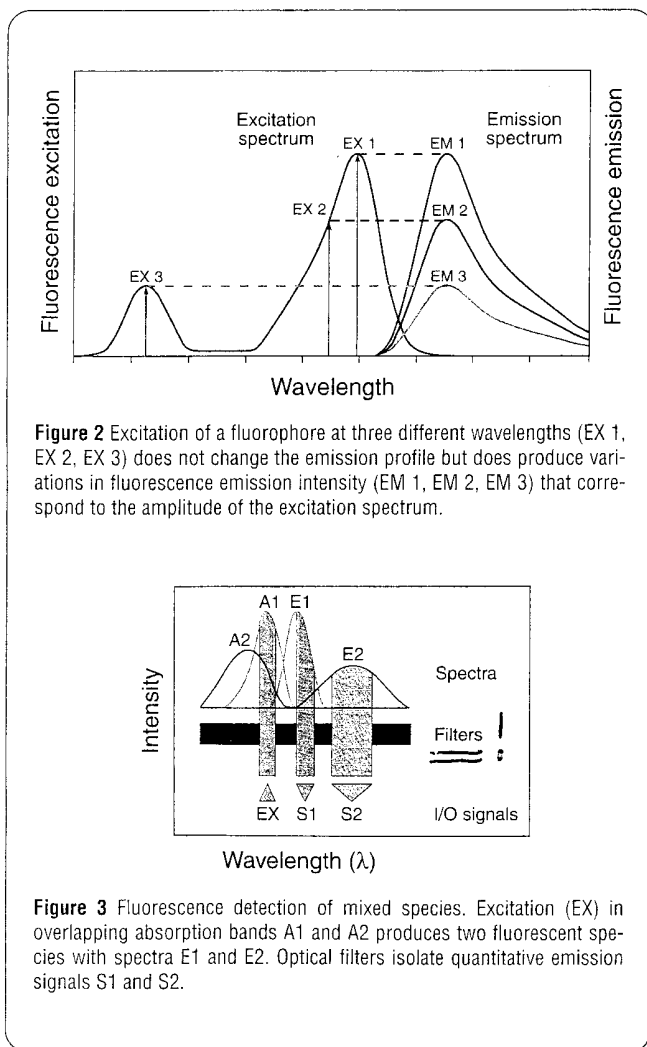 Fluorescence excitation
Excitation
spectrum
EX 1
EX 2
EX 3
Emission
spectrum
EM 1
EM 2
EM 3
Fluorescence emission
Wavelength
Figure 2 Excitation of a fluorophore at three different wavelengths (EX 1,
EX 2, EX 3) does not change the emission profile but does produce vari-
ations in fluorescence emission intensity (EM 1, EM 2, EM 3) that corre-
spond to the amplitude of the excitation spectrum.
Intensity
A1 E1
A2
E2
Spectra
Filters !
EX S1 S2 I/O signals
Wavelength (λ)
Figure 3 Fluorescence detection of mixed species. Excitation (EX) in
overlapping absorption bands A1 and A2 produces two fluorescent spe-
cies with spectra E1 and E2. Optical filters isolate quantitative emission
signals S1 and S2.